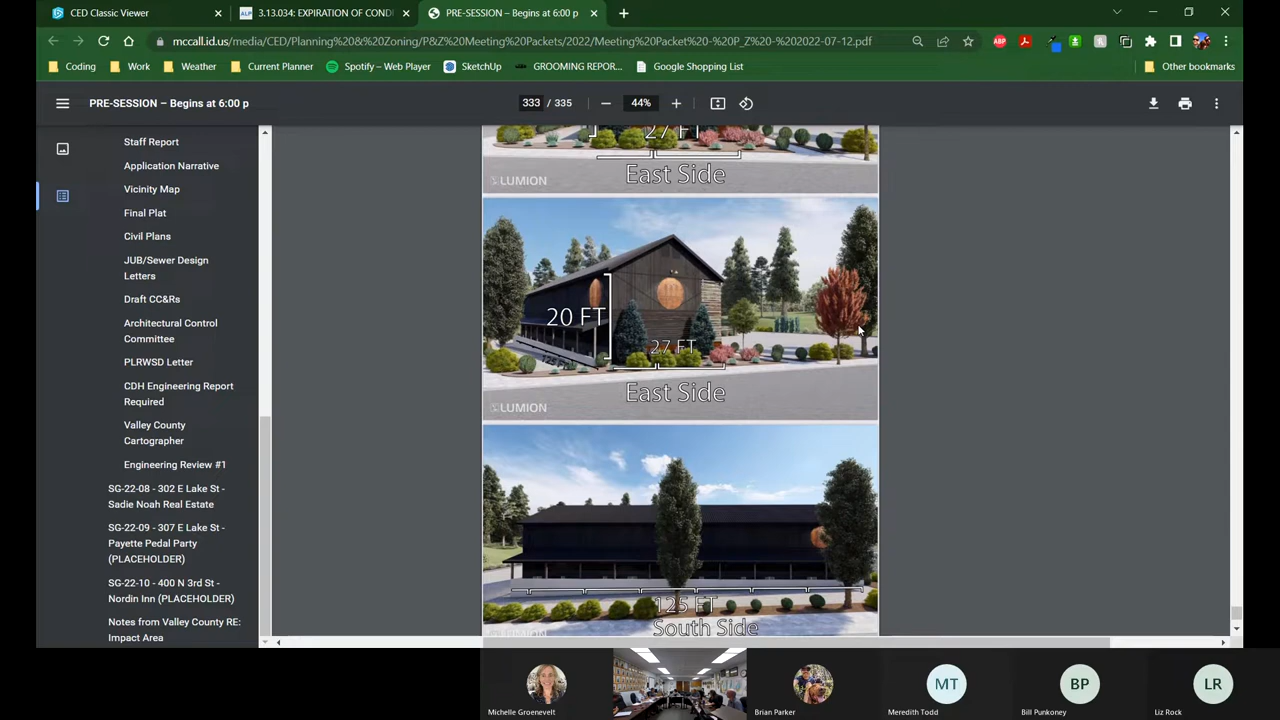 CED Classic Viewer
3.13.034: EXPIRATION OF COND
PRE-SESSION – Begins at 6:00 p
mccall.id.us/media/CED/Planning%20&%20Zoning/P&Z%20Meeting%20Packets/2022/Meeting%20Packet%20-%20P_Z%20-%202022-07-12.pdf
Coding
Work
Weather
Current Planner
Spotify – Web Player
SketchUp
GROOMING REPOR...
Google Shopping List
Other bookmarks
PRE-SESSION – Begins at 6:00 p
333 / 335
44%
Staff Report
Application Narrative
Vicinity Map
Final Plat
Civil Plans
JUB/Sewer Design
Letters
Draft CC&Rs
Architectural Control
Committee
PLRWSD Letter
CDH Engineering Report
Required
Valley County
Cartographer
Engineering Review #1
SG-22-08 - 302 E Lake St -
Sadie Noah Real Estate
SG-22-09 - 307 E Lake St -
Payette Pedal Party
(PLACEHOLDER)
SG-22-10 - 400 N 3rd St -
Nordin Inn (PLACEHOLDER)
Notes from Valley County RE:
Impact Area
27 FT
East Side
LUMION
20 FT
27 FT
East Side
LUMION
125 FT
South Side
Michelle Groenevelt
Brian Parker
MT
Meredith Todd
BP
Bill Punkoney
LR
Liz Rock